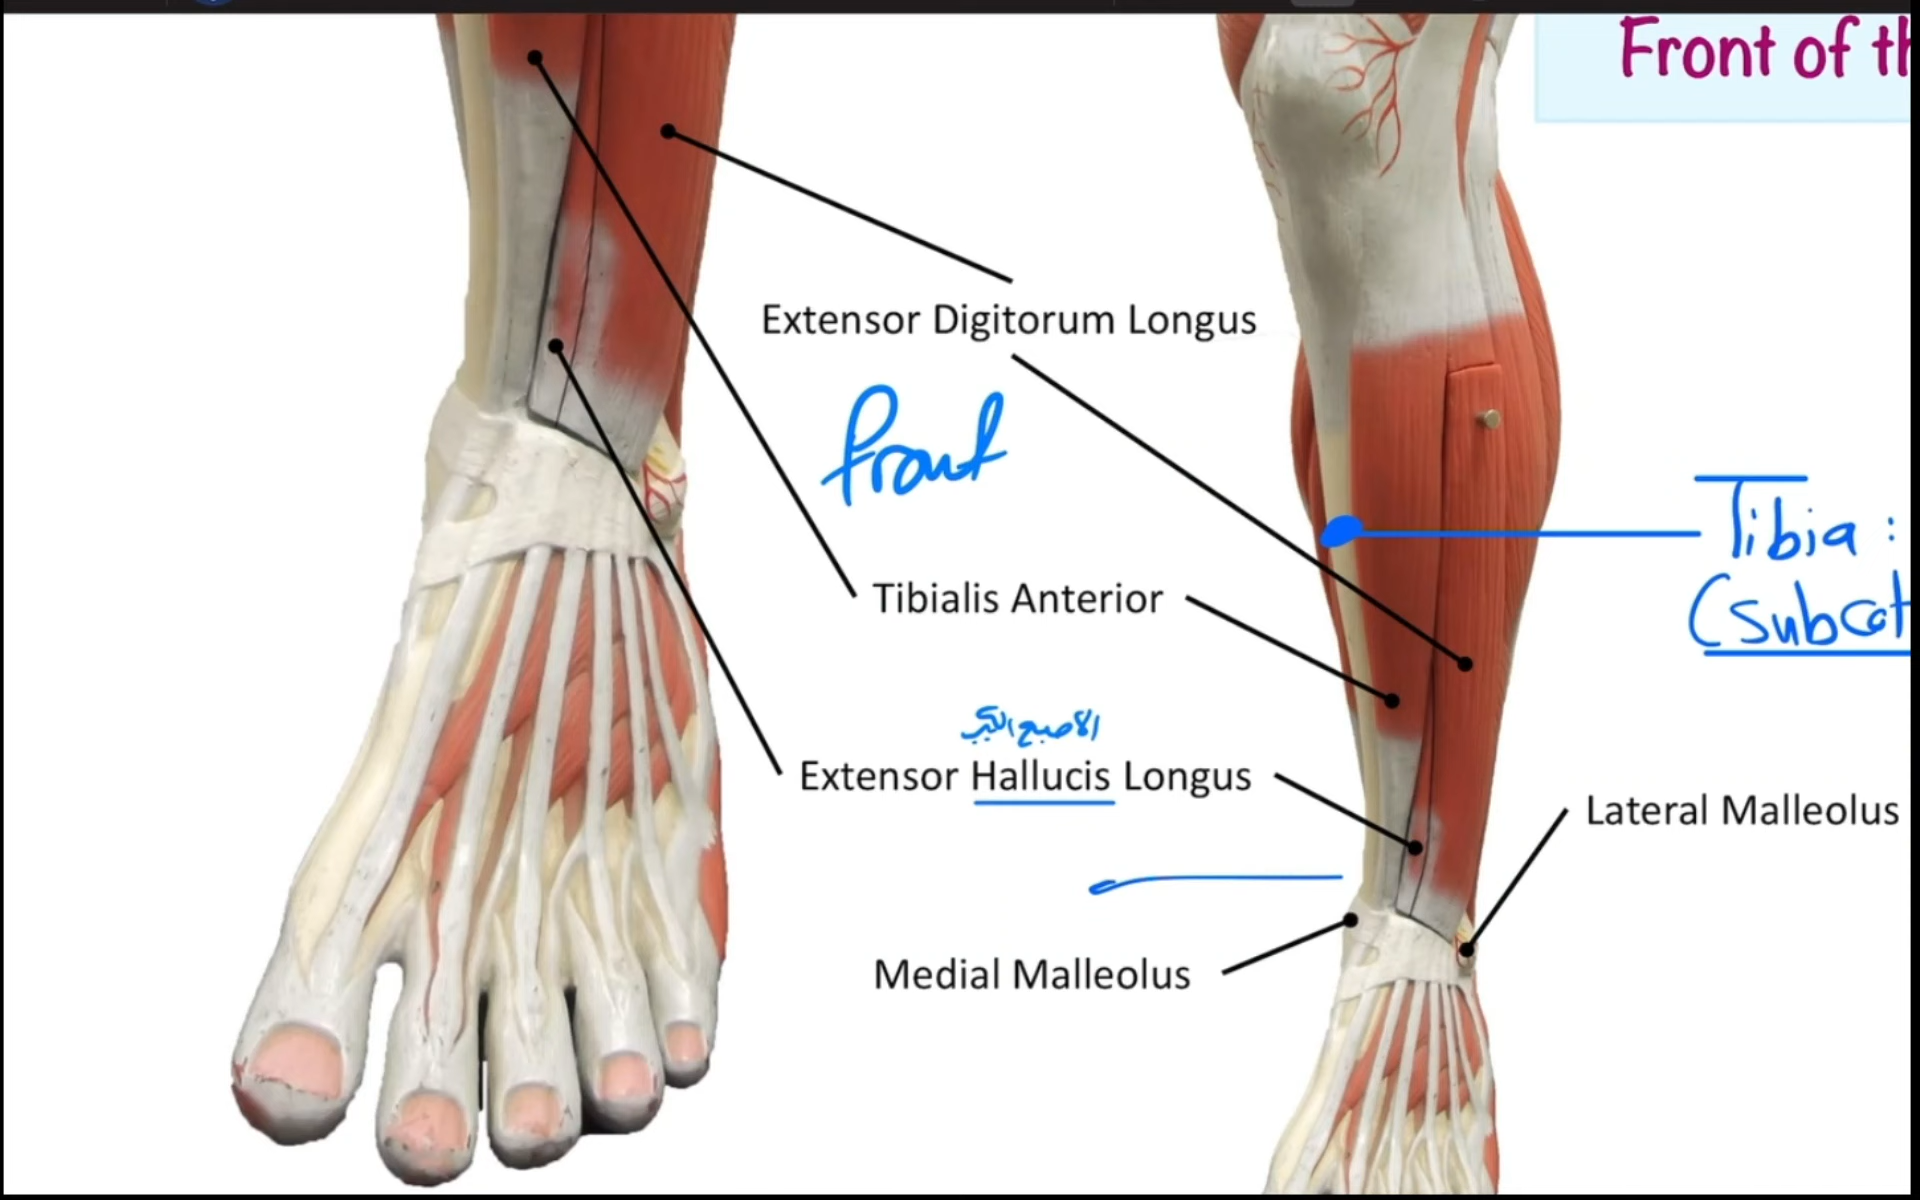 Front of th
Extensor Digitorum Longus
front
Tibia :
(subcut
Tibialis Anterior
الاصبع الكبير
Extensor Hallucis Longus
Lateral Malleolus
Medial Malleolus